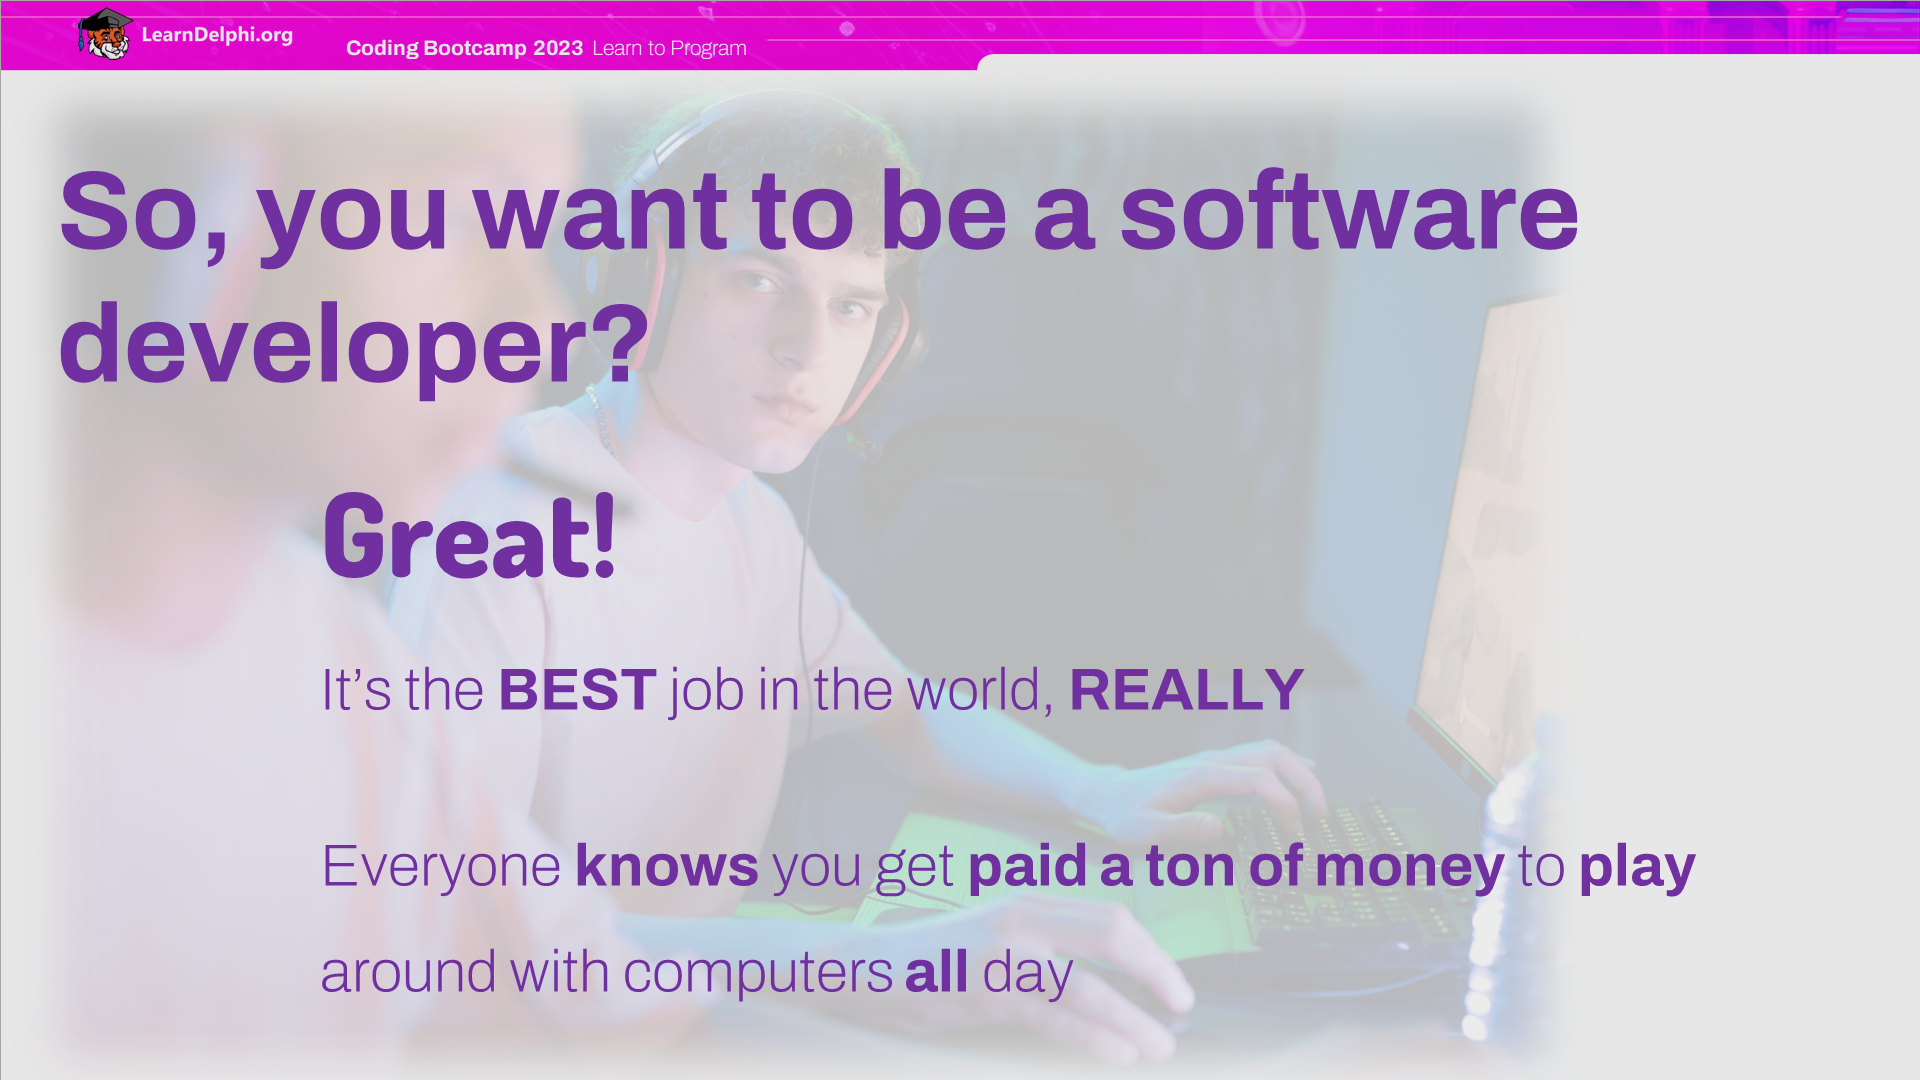 LearnDelphi.org
Coding Bootcamp 2023 Learn to Program
So, you want to be a software
developer?
Great!
It’s the BEST job in the world, REALLY
Everyone knows you get paid a ton of money to play
around with computers all day